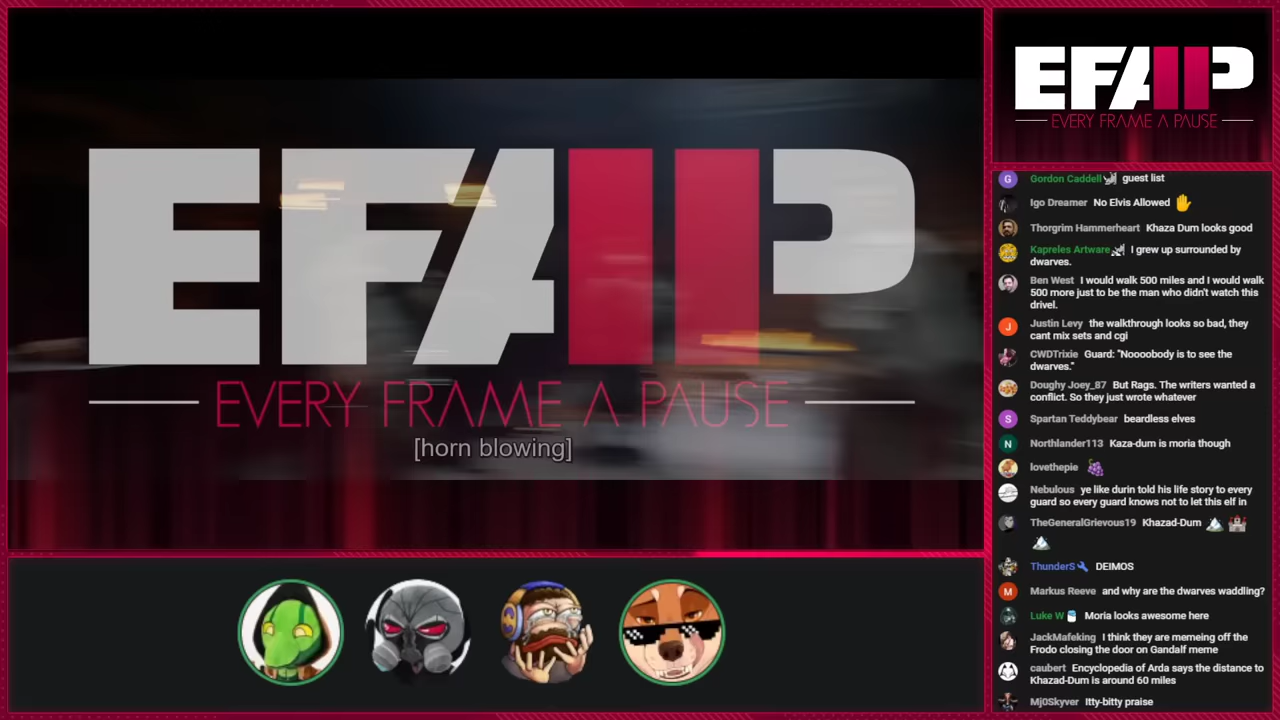 EFAP
EVERY FRAME A PAUSE
[horn blowing]
EFAP
EVERY FRAME A PAUSE
G
Gordon Caddell guest list
Igo Dreamer No Elvis Allowed
Thorgrim Hammerheart Khaza Dum looks good
Kapreles Artware I grew up surrounded by
dwarves.
Ben West I would walk 500 miles and I would walk
500 more just to be the man who didn't watch this
drivel.
J
Justin Levy the walkthrough looks so bad, they
cant mix sets and cgi
CWDTrixie Guard: "Noooobody is to see the
dwarves."
Doughy Joey_87 But Rags. The writers wanted a
conflict. So they just wrote whatever
S
Spartan Teddybear beardless elves
N
Northlander113 Kaza-dum is moria though
lovethepie
Nebulous ye like durin told his life story to every
guard so every guard knows not to let this elf in
TheGeneralGrievous19 Khazad-Dum
ThunderS DEIMOS
M
Markus Reeve and why are the dwarves waddling?
Luke W Moria looks awesome here
JackMafeking I think they are memeing off the
Frodo closing the door on Gandalf meme
caubert Encyclopedia of Arda says the distance to
Khazad-Dum is around 60 miles
Mj0Skyver Itty-bitty praise